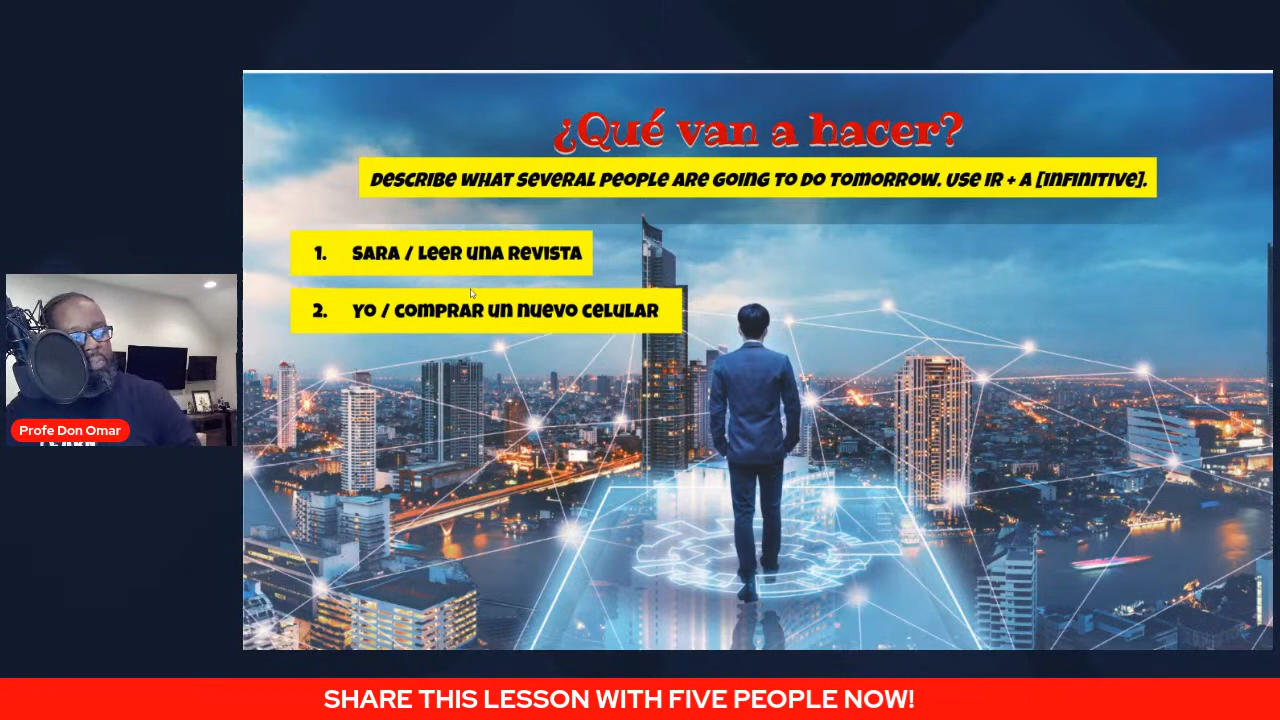 ¿Qué van a hacer?
DESCRIBE WHAT SEVERAL PEOPLE ARE GOING TO DO TOMORROW. USE IR + A [INFINITIVE].
1. SARA / LEER UNA REVISTA
2. YO / COMPRAR UN NUEVO CELULAR
Profe Don Omar
SHARE THIS LESSON WITH FIVE PEOPLE NOW!